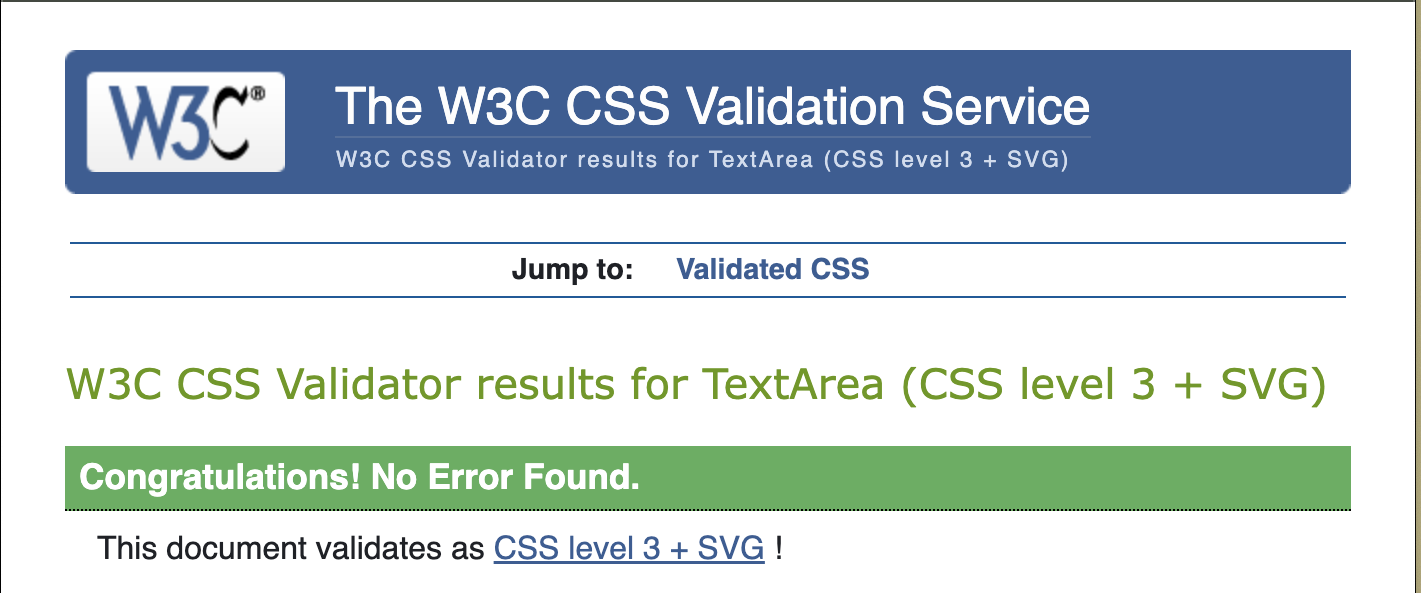 W3C®
The W3C CSS Validation Service
W3C CSS Validator results for TextArea (CSS level 3 + SVG)
Jump to: Validated CSS
W3C CSS Validator results for TextArea (CSS level 3 + SVG)
Congratulations! No Error Found.
This document validates as CSS level 3 + SVG !